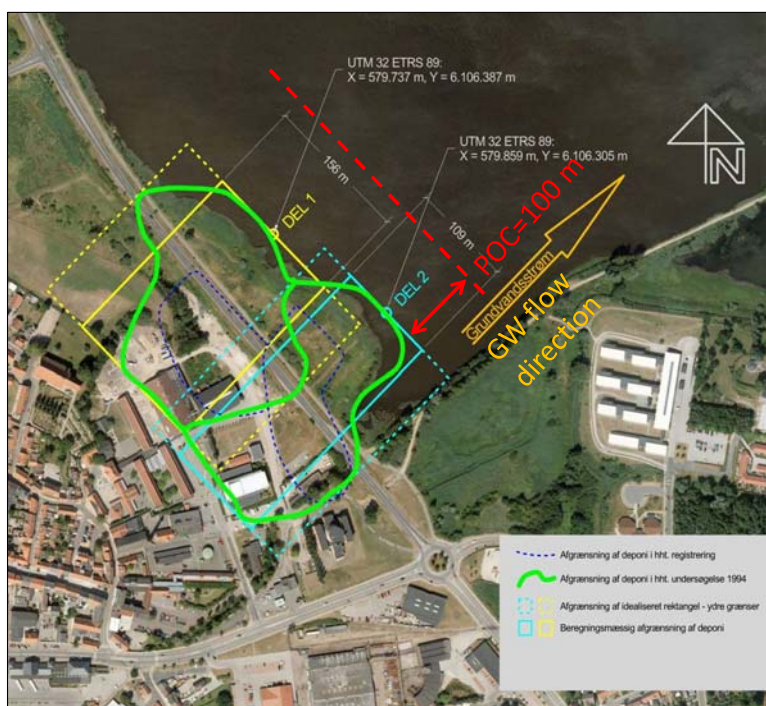 UTM 32 ETRS 89:
X = 579.737 m, Y = 6.106.387 m
UTM 32 ETRS 89:
X = 579.859 m, Y = 6.106.305 m
156 m
109 m
N
DEL 1
DEL 2
POC=100 m
Grundvandsstrøm
GW flow
direction
Afgrænsning af deponi i hht. registrering
Afgrænsning af deponi i hht. undersøgelse 1994
Afgrænsning af idealiseret rektangel - ydre grænser
Beregningsmæssig afgrænsning af deponi